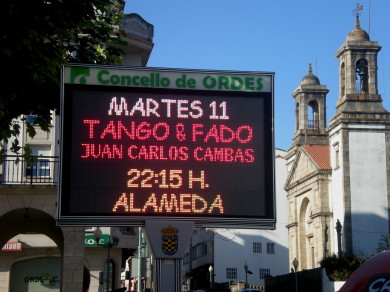 Concello de ORDES
MARTES 11
TANGO & FADO
JUAN CARLOS CAMBAS
22:15 H.
ALAMEDA